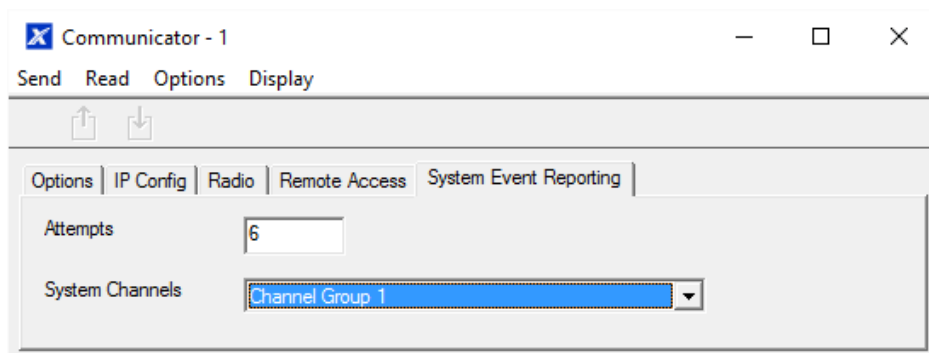 Communicator - 1
Send Read Options Display
Options IP Config Radio Remote Access System Event Reporting
Attempts 6
System Channels Channel Group 1